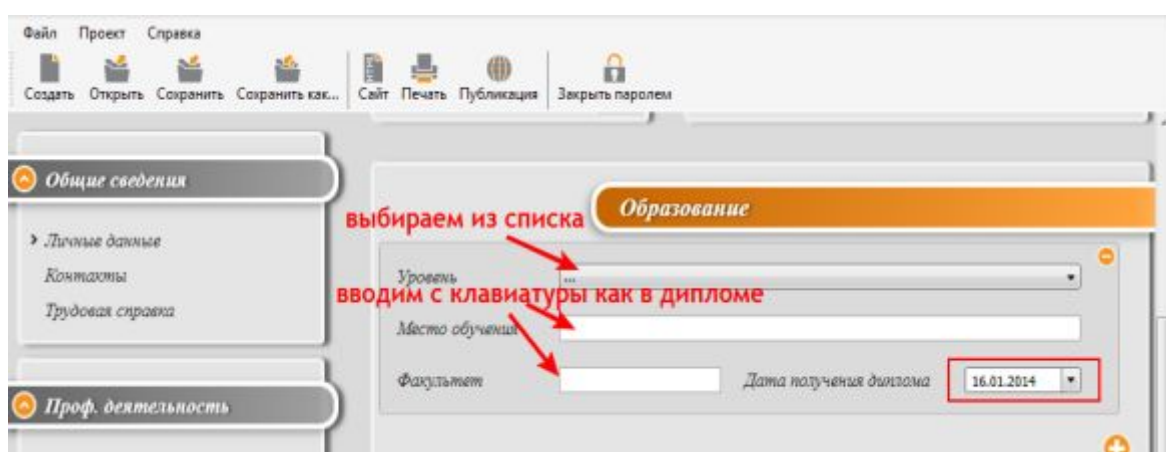 Файл Проект Справка
Создать Открыть Сохранить Сохранить как... Сайт Печать Публикация Закрыть паролем
Общие сведения
Образование
выбираем из списка
Личные данные
Контакты
Уровень ...
вводим с клавиатуры как в дипломе
Трудовая справка
Место обучения
Факультет Дата получения диплома 16.01.2014
Проф. деятельность